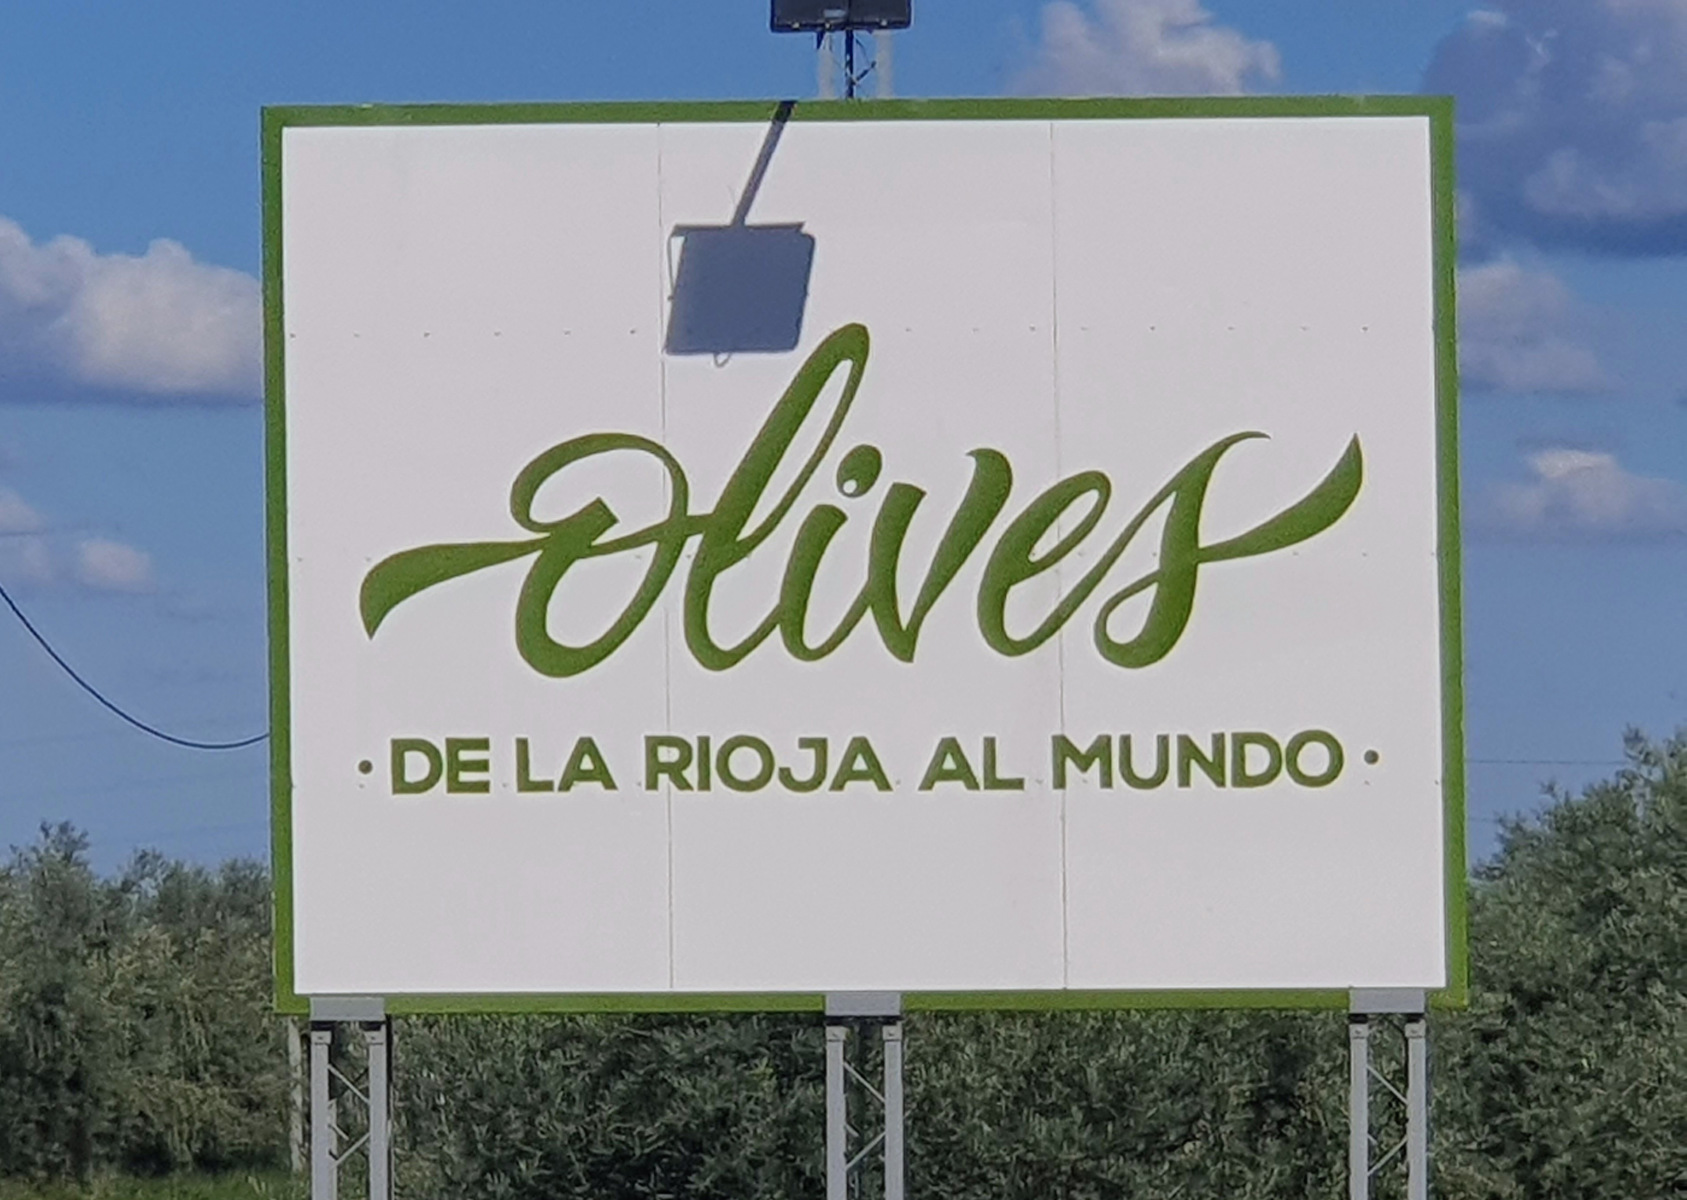 olives
• DE LA RIOJA AL MUNDO •